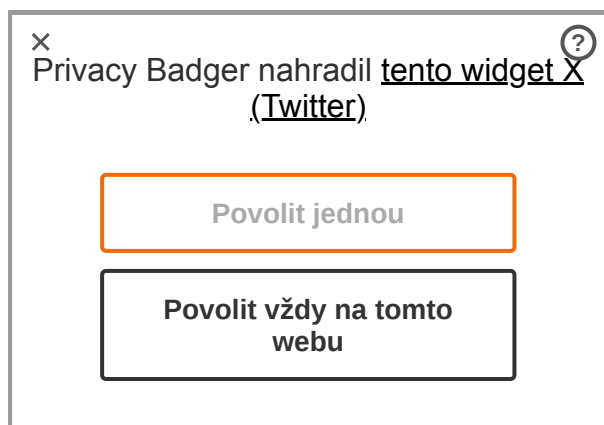 ×
?
Privacy Badger nahradil tento widget X
(Twitter)
Povolit jednou
Povolit vždy na tomto
webu